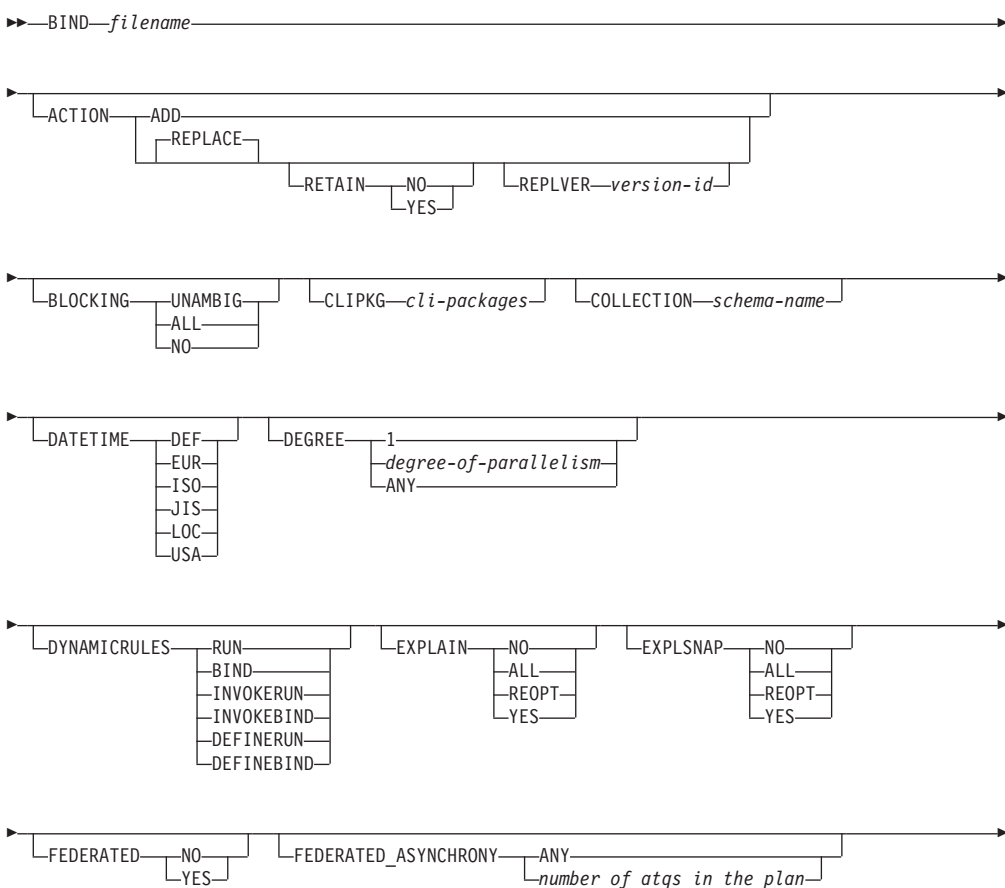 BIND filename
ACTION ADD
REPLACE
RETAIN NO REPLVER version-id
YES
BLOCKING UNAMBIG CLIPKG cli-packages COLLECTION schema-name
ALL
NO
DATETIME DEF DEGREE 1
EUR degree-of-parallelism
ISO ANY
JIS
LOC
USA
DYNAMICRULES RUN EXPLAIN NO EXPLSNAP NO
BIND ALL ALL
INVOKERUN REOPT REOPT
INVOKEBIND YES YES
DEFINERUN
DEFINEBIND
FEDERATED NO FEDERATED_ASYNCHRONY ANY
YES number of atqs in the plan